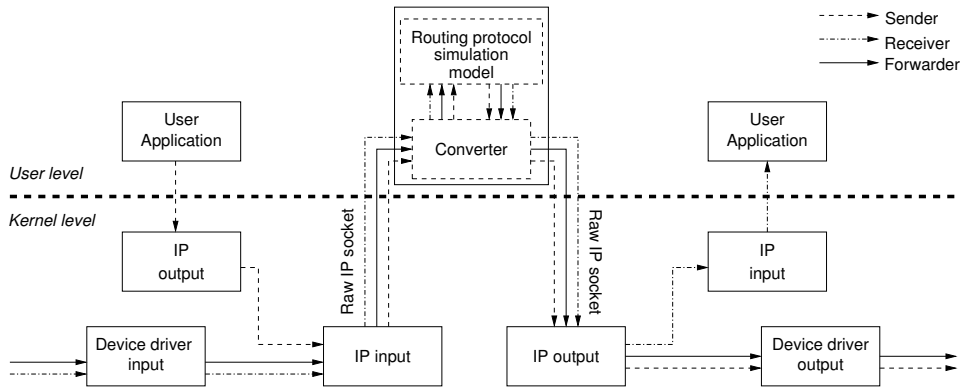 Routing protocol
simulation
model
Sender
Receiver
Forwarder
User
Application
Converter
User
Application
User level
Kernel level
Raw IP socket
Raw IP socket
IP
output
IP
input
Device driver
input
IP input
IP output
Device driver
output